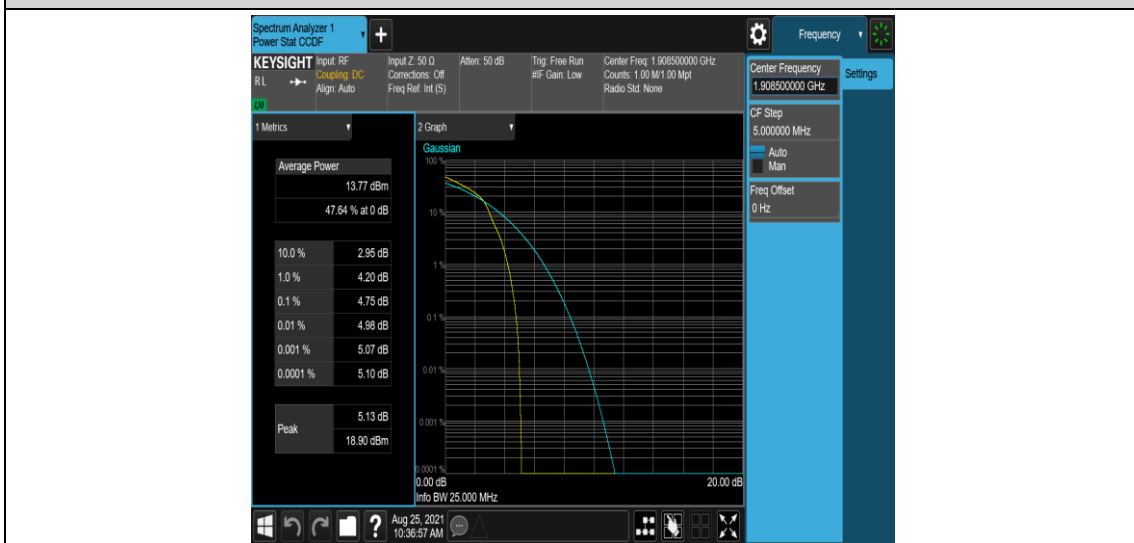 Spectrum Analyzer 1
Power Stat CCDF
+
Frequency
KEYSIGHT
RL
LXI
Input: RF
Coupling: DC
Align: Auto
Input Z: 50 Ω
Corrections: Off
Freq Ref: Int (S)
Atten: 50 dB
Trig: Free Run
#IF Gain: Low
Center Freq: 1.908500000 GHz
Counts: 1.00 M/1.00 Mpt
Radio Std: None
Center Frequency
1.908500000 GHz
Settings
CF Step
5.000000 MHz
Auto
Man
Freq Offset
0 Hz
1 Metrics
Average Power
13.77 dBm
47.64 % at 0 dB
10.0 % 2.95 dB
1.0 % 4.20 dB
0.1 % 4.75 dB
0.01 % 4.98 dB
0.001 % 5.07 dB
0.0001 % 5.10 dB
Peak
5.13 dB
18.90 dBm
2 Graph
Gaussian
100 %
10 %
1 %
0.1 %
0.01 %
0.001 %
0.0001 %
0.00 dB 20.00 dB
Info BW 25.000 MHz
?
Aug 25, 2021
10:36:57 AM